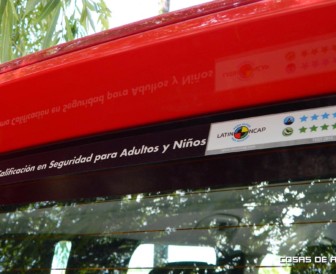 Calificación en Seguridad para Adultos y Niños
LATIN NCAP
COSAS DE